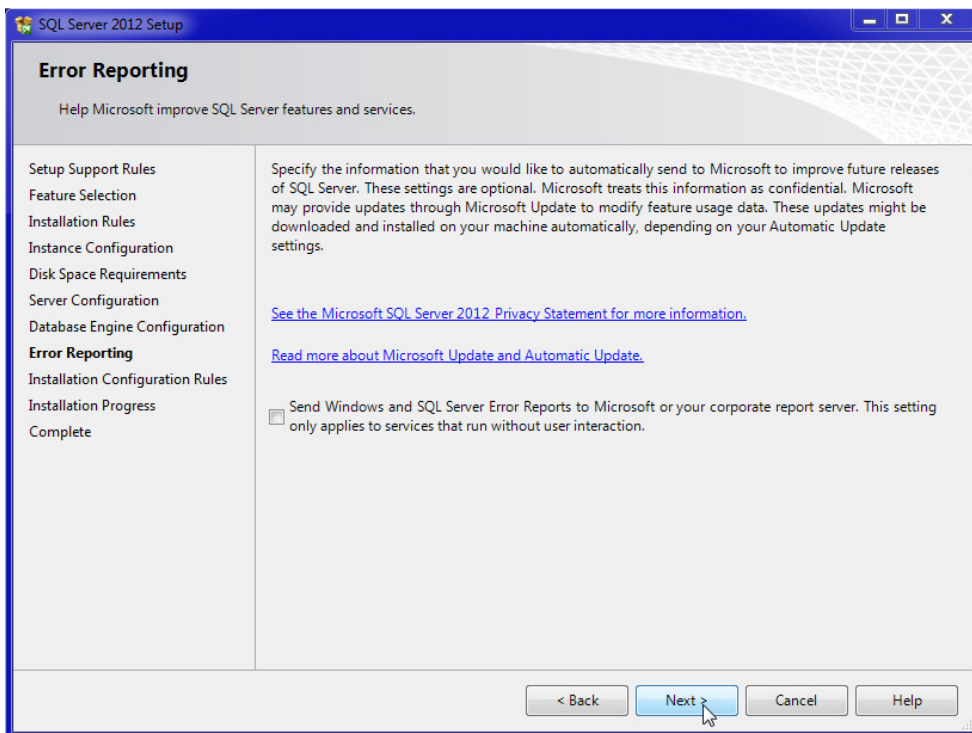 SQL Server 2012 Setup
Error Reporting
Help Microsoft improve SQL Server features and services.
Setup Support Rules
Feature Selection
Installation Rules
Instance Configuration
Disk Space Requirements
Server Configuration
Database Engine Configuration
Error Reporting
Installation Configuration Rules
Installation Progress
Complete
Specify the information that you would like to automatically send to Microsoft to improve future releases
of SQL Server. These settings are optional. Microsoft treats this information as confidential. Microsoft
may provide updates through Microsoft Update to modify feature usage data. These updates might be
downloaded and installed on your machine automatically, depending on your Automatic Update
settings.
See the Microsoft SQL Server 2012 Privacy Statement for more information.
Read more about Microsoft Update and Automatic Update.
Send Windows and SQL Server Error Reports to Microsoft or your corporate report server. This setting
only applies to services that run without user interaction.
< Back
Next >
Cancel
Help